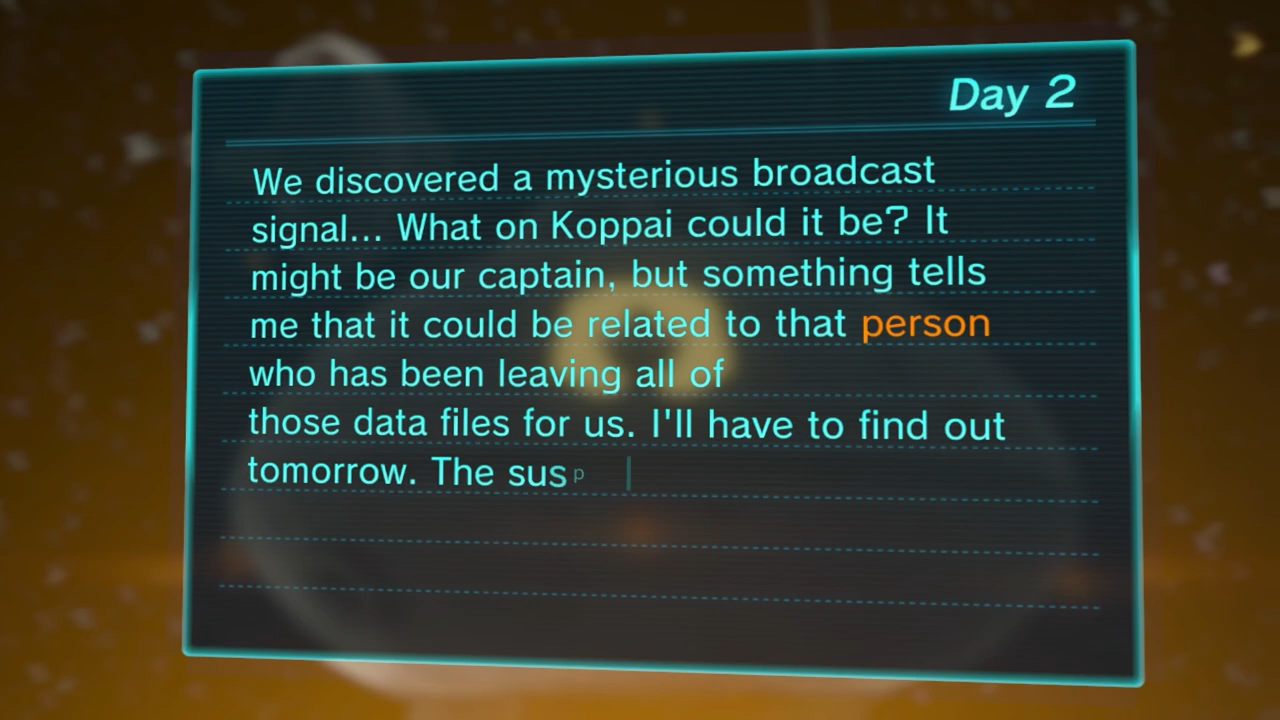 Day 2
We discovered a mysterious broadcast
signal... What on Koppai could it be? It
might be our captain, but something tells
me that it could be related to that person
who has been leaving all of
those data files for us. I'll have to find out
tomorrow. The susp